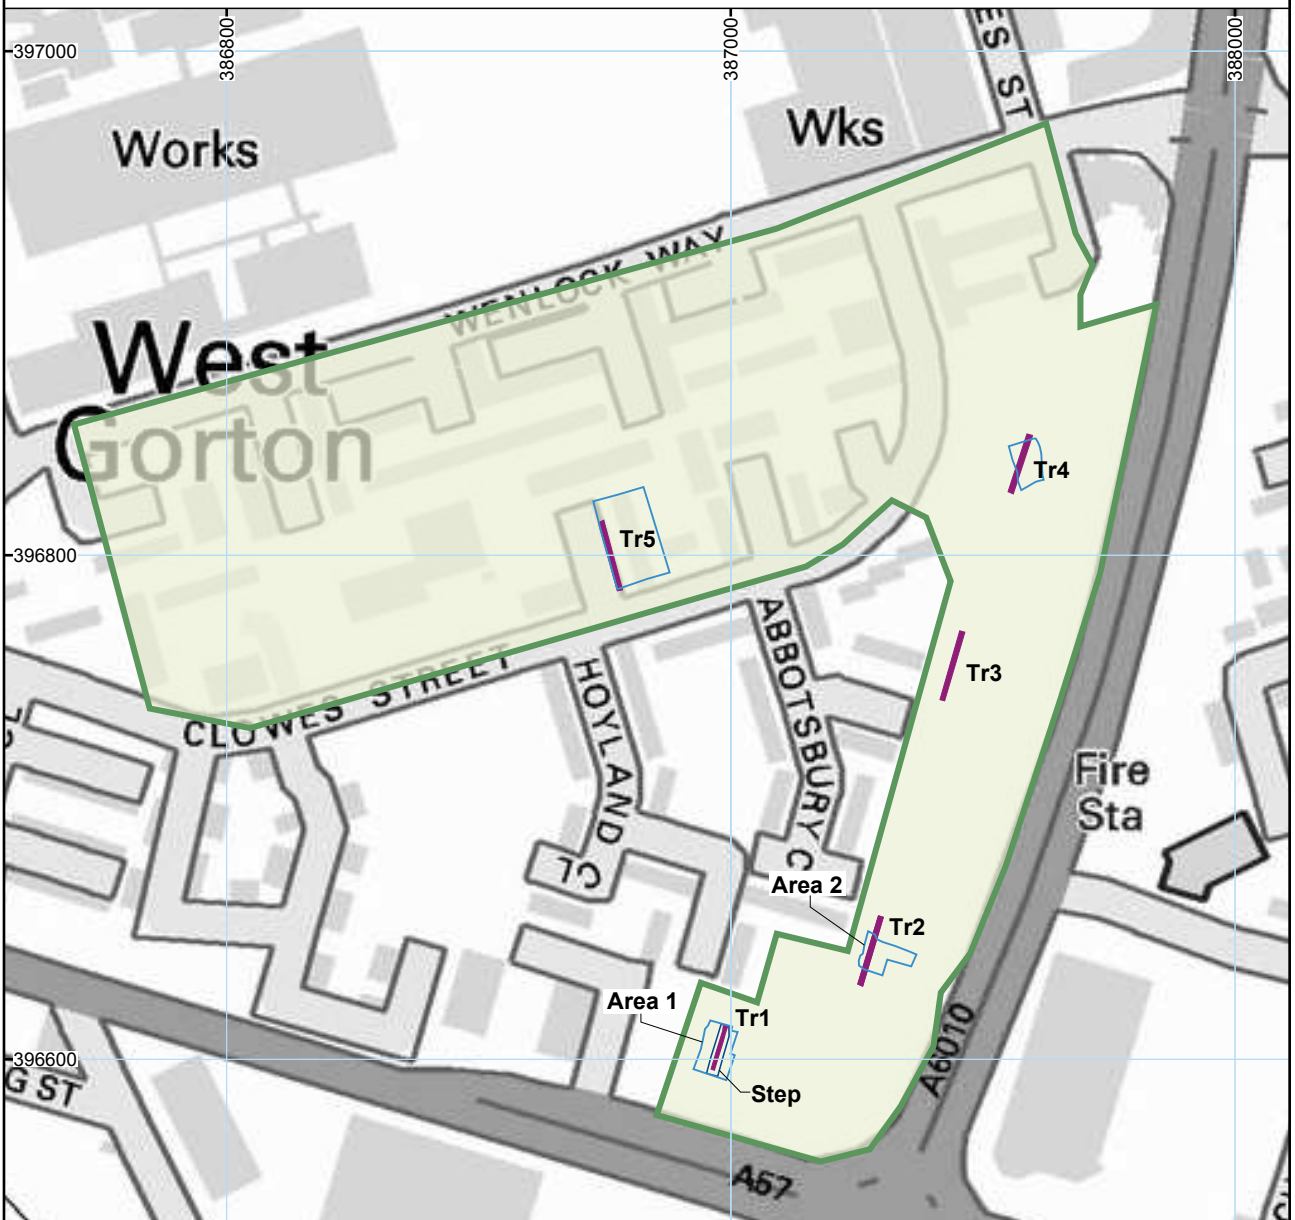 386800
387000
388000
397000
ES ST
Works
Wks
WENLOCK WAY
West
Gorton
Tr4
Tr5
396800
CLOWES STREET
HOYLAND
CL
ABBOTSBURY C
Tr3
Fire
Sta
Area 2
Tr2
Area 1
Tr1
396600
Step
G ST
A6010
A57